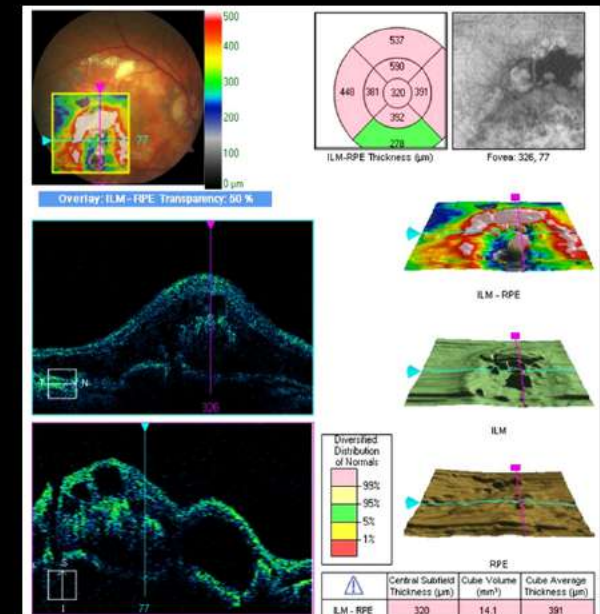 500
400
300
200
100
0 µm
77
Overlay: ILM - RPE Transparency: 50 %
537
590
448 381 320 391 391
392
278
ILM-RPE Thickness (µm)
Fovea: 326, 77
ILM - RPE
T N
326
ILM
S
I
77
Diversified
Distribution
of Normals
99%
95%
5%
1%
RPE
Central Subfield
Thickness (µm)
Cube Volume
(mm³)
Cube Average
Thickness (µm)
ILM - RPE 320 14.1 391